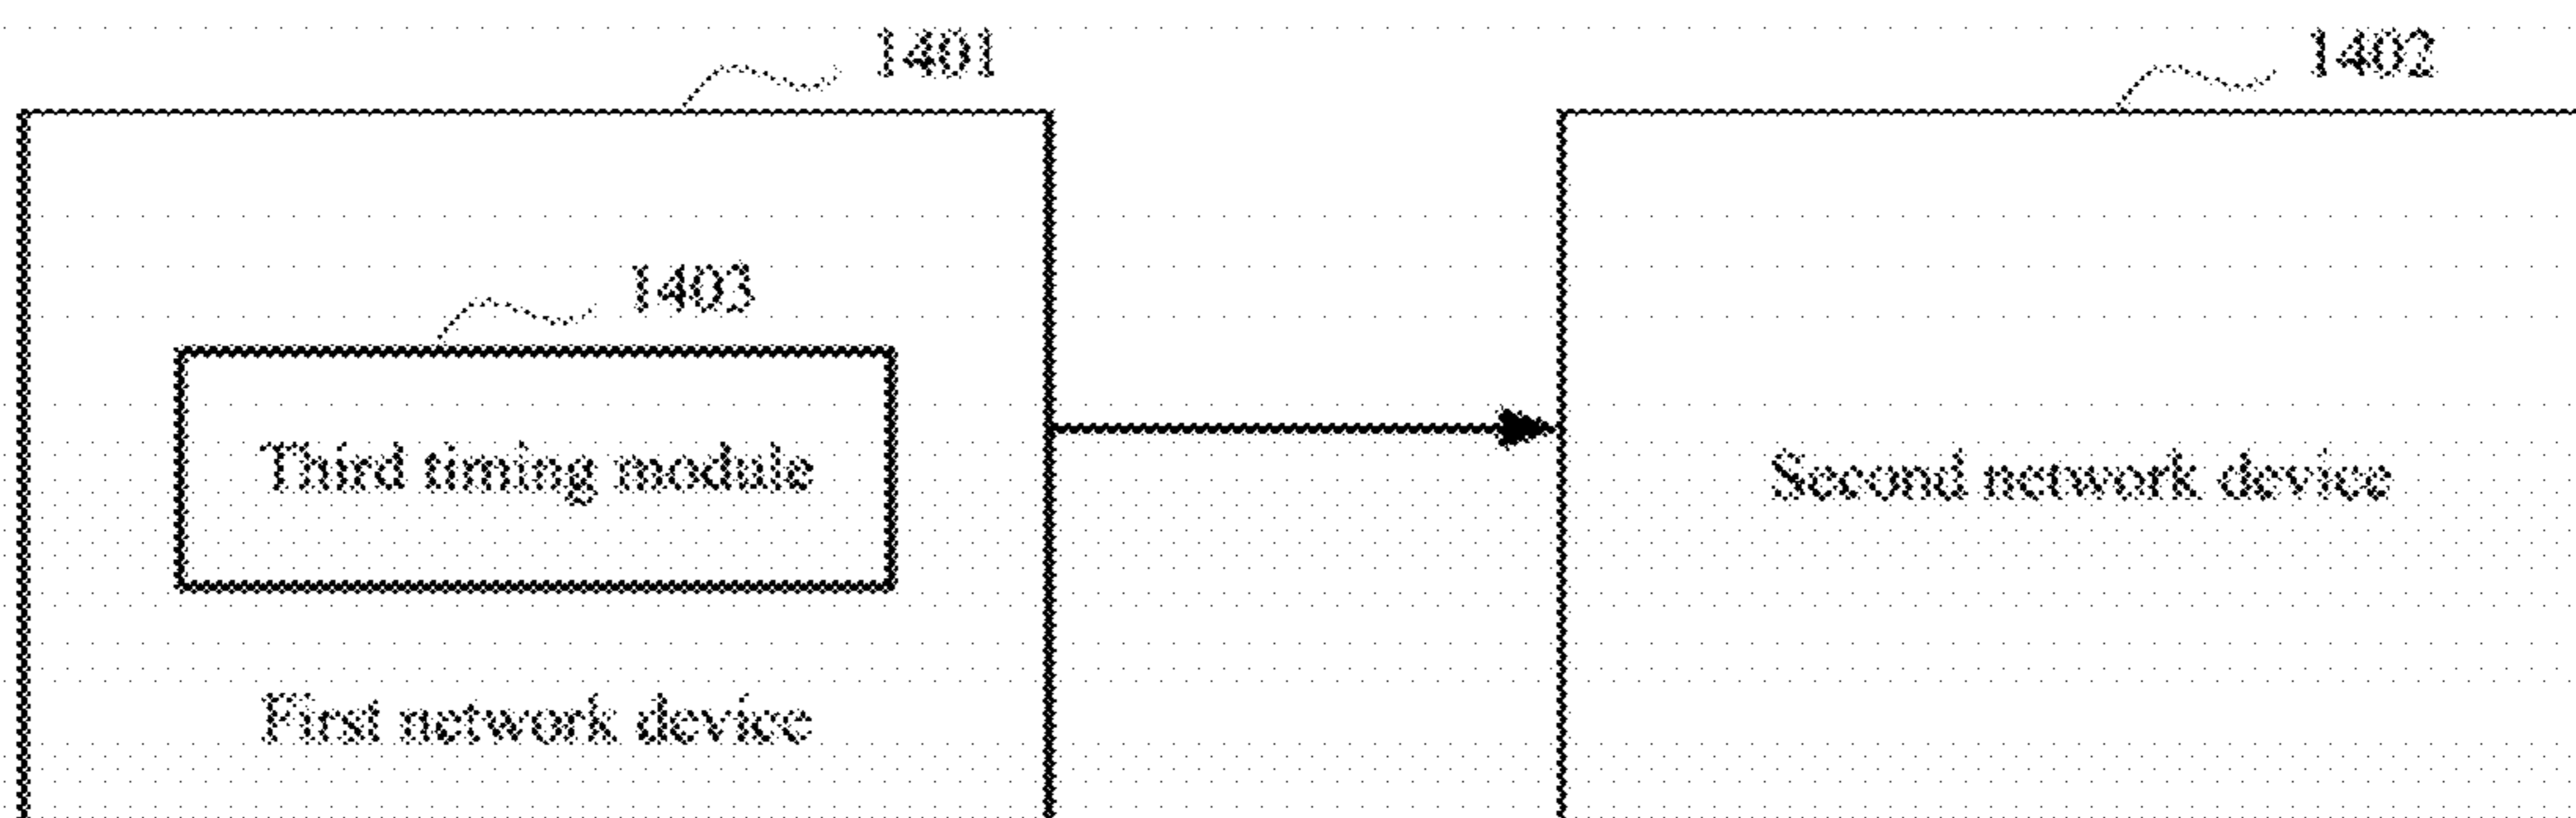 1401
1402
1403
Third timing module
Second network device
First network device